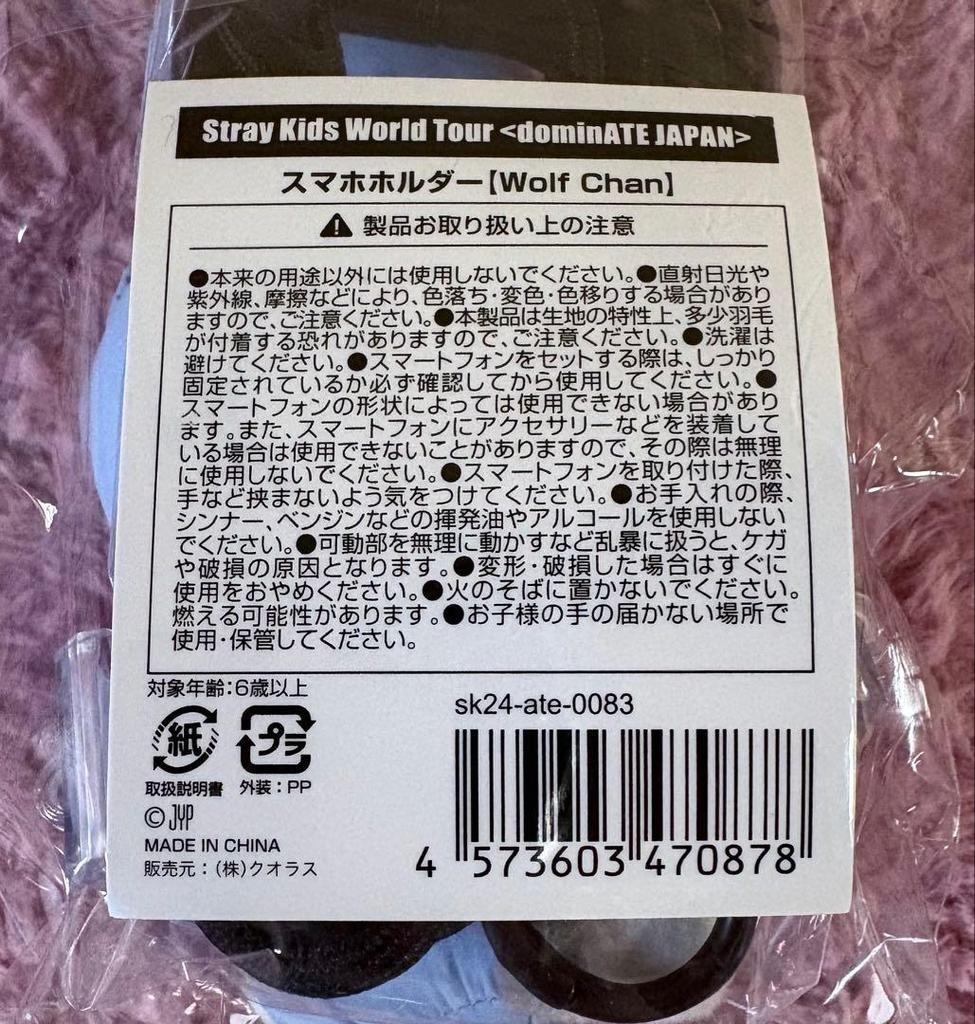 Stray Kids World Tour <dominATE JAPAN>
スマホホルダー【Wolf Chan】
製品お取り扱い上の注意
●本来の用途以外には使用しないでください。●直射日光や
紫外線、摩擦などにより、色落ち・変色・色移りする場合があり
ますので、ご注意ください。●本製品は生地の特性上、多少羽毛
が付着する恐れがありますので、ご注意ください。●洗濯は
避けてください。●スマートフォンをセットする際は、しっかり
固定されているか必ず確認してから使用してください。●
スマートフォンの形状によっては使用できない場合があり
ます。また、スマートフォンにアクセサリーなどを装着して
いる場合は使用できないことがありますので、その際は無理
に使用しないでください。●スマートフォンを取り付けた際、
手など挟まないよう気をつけてください。●お手入れの際、
シンナー、ベンジンなどの揮発油やアルコールを使用しない
でください。●可動部を無理に動かすなど乱暴に扱うと、ケガ
や破損の原因となります。●変形・破損した場合はすぐに
使用をおやめください。●火のそばに置かないでください。
燃える可能性があります。●お子様の手の届かない場所で
使用・保管してください。
対象年齢：6歳以上
紙
プラ
取扱説明書 外装：PP
© JYP
MADE IN CHINA
販売元：（株）クオラス
sk24-ate-0083
4 573603 470878